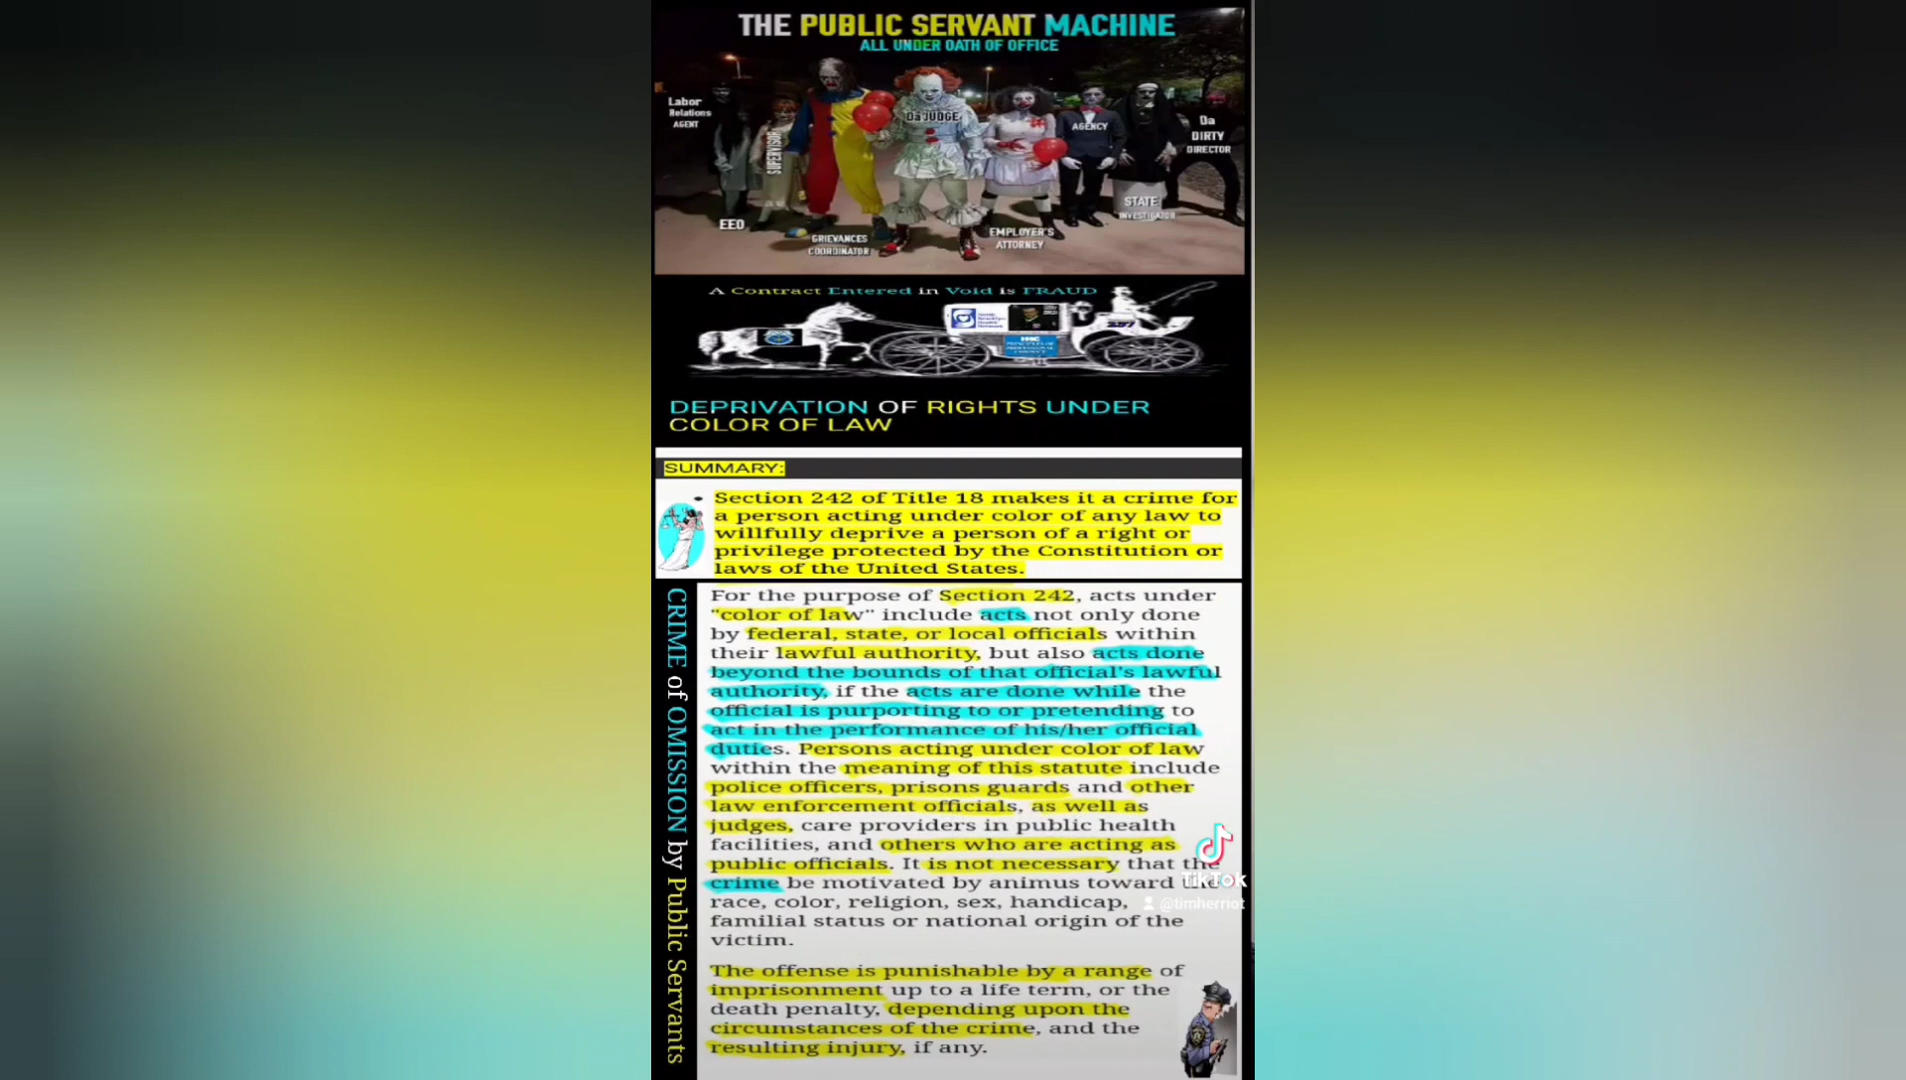 THE PUBLIC SERVANT MACHINE
ALL UNDER OATH OF OFFICE
Labor
Relations
AGENT
SUPERVISOR
Da JUDGE
AGENCY
Da
DIRTY
DIRECTOR
STATE
INVESTIGATOR
EEO
GRIEVANCES
COORDINATOR
EMPLOYER'S
ATTORNEY
A Contract Entered in Void is FRAUD
237
HHC
DEPRIVATION OF RIGHTS UNDER
COLOR OF LAW
SUMMARY:
• Section 242 of Title 18 makes it a crime for
a person acting under color of any law to
willfully deprive a person of a right or
privilege protected by the Constitution or
laws of the United States.
CRIME of OMISSION by Public Servants
For the purpose of Section 242, acts under
"color of law" include acts not only done
by federal, state, or local officials within
their lawful authority, but also acts done
beyond the bounds of that official's lawful
authority, if the acts are done while the
official is purporting to or pretending to
act in the performance of his/her official
duties. Persons acting under color of law
within the meaning of this statute include
police officers, prisons guards and other
law enforcement officials, as well as
judges, care providers in public health
facilities, and others who are acting as
public officials. It is not necessary that the
crime be motivated by animus toward the
race, color, religion, sex, handicap,
familial status or national origin of the
victim.
The offense is punishable by a range of
imprisonment up to a life term, or the
death penalty, depending upon the
circumstances of the crime, and the
resulting injury, if any.
TikTok
@timherriot